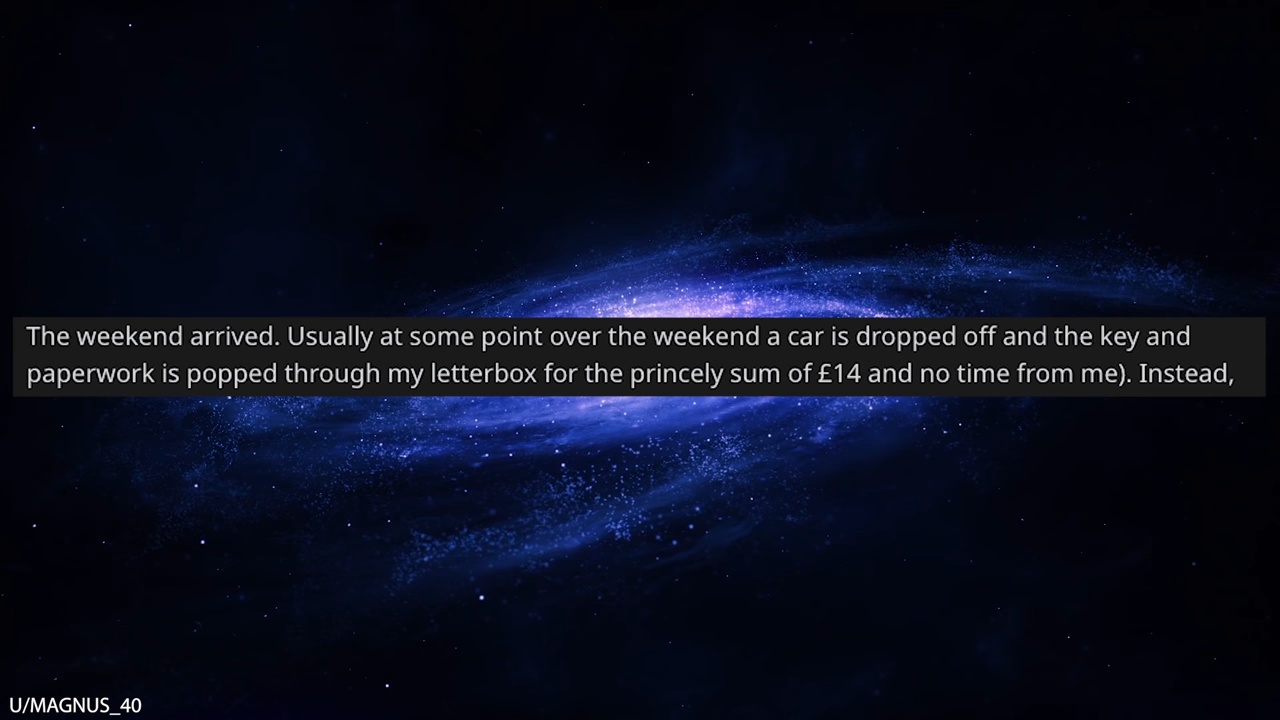 The weekend arrived. Usually at some point over the weekend a car is dropped off and the key and
paperwork is popped through my letterbox for the princely sum of £14 and no time from me). Instead,
U/MAGNUS_40